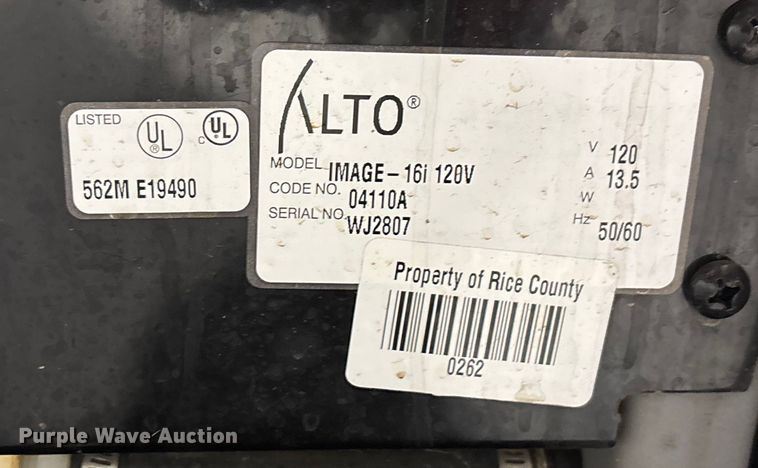 LISTED
UL
®
C UL
®
562M E19490
ALTO®
MODEL IMAGE-16i 120V
CODE NO. 04110A
SERIAL NO. WJ2807
V 120
A 13.5
W
Hz 50/60
Property of Rice County
0262
Purple Wave Auction